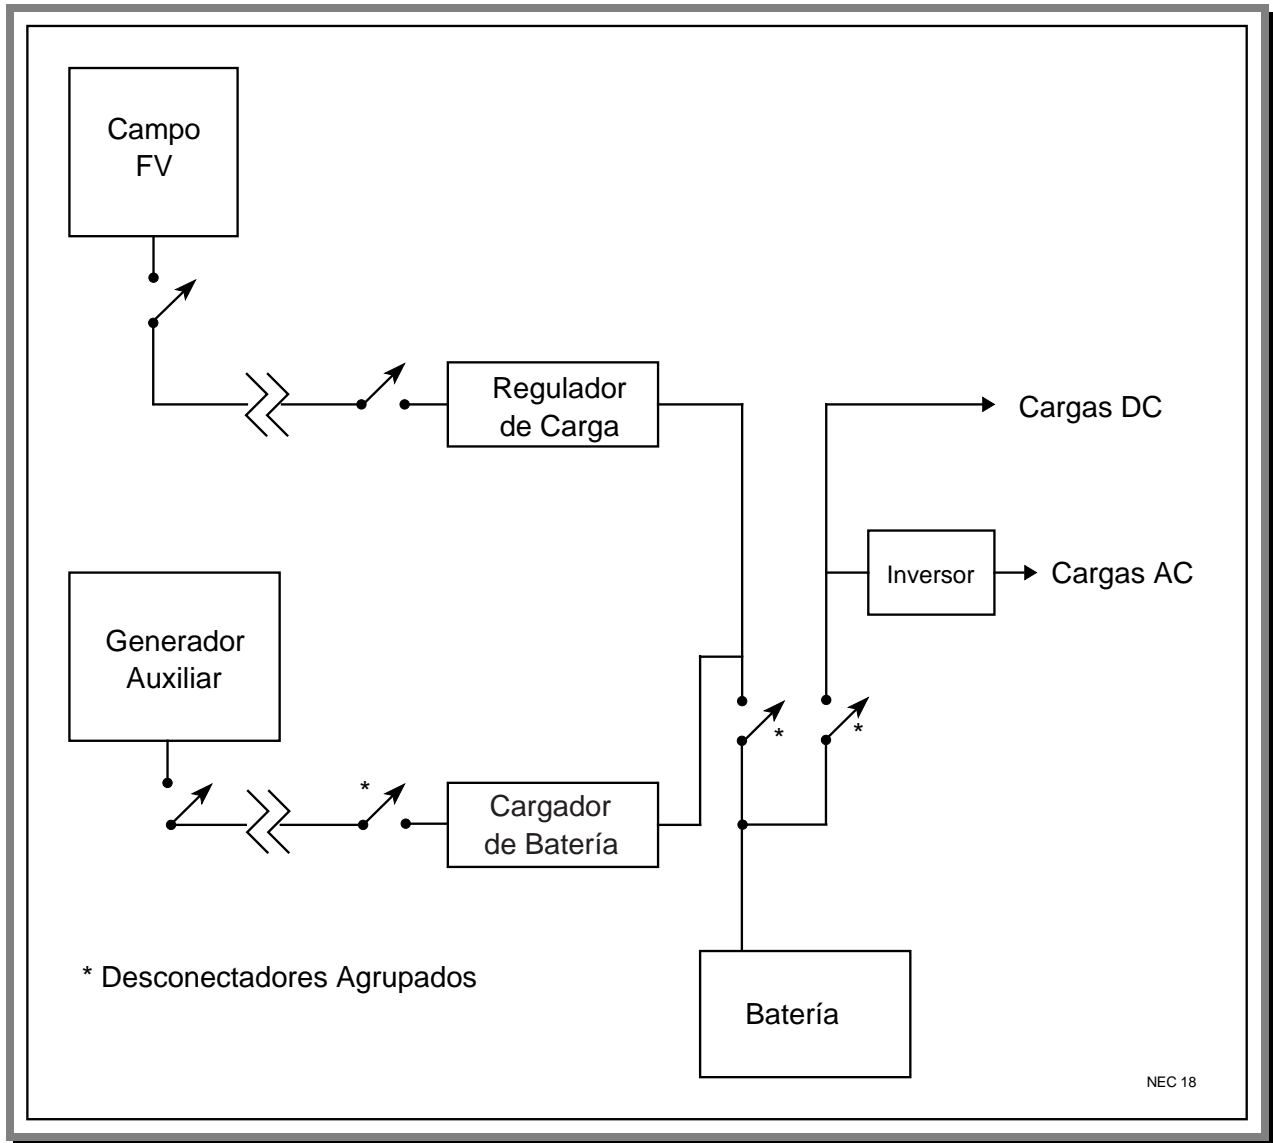 Campo
FV
Regulador
de Carga
Cargas DC
Inversor
Cargas AC
Generador
Auxiliar
*
*
*
Cargador
de Batería
* Desconectadores Agrupados
Batería
NEC 18